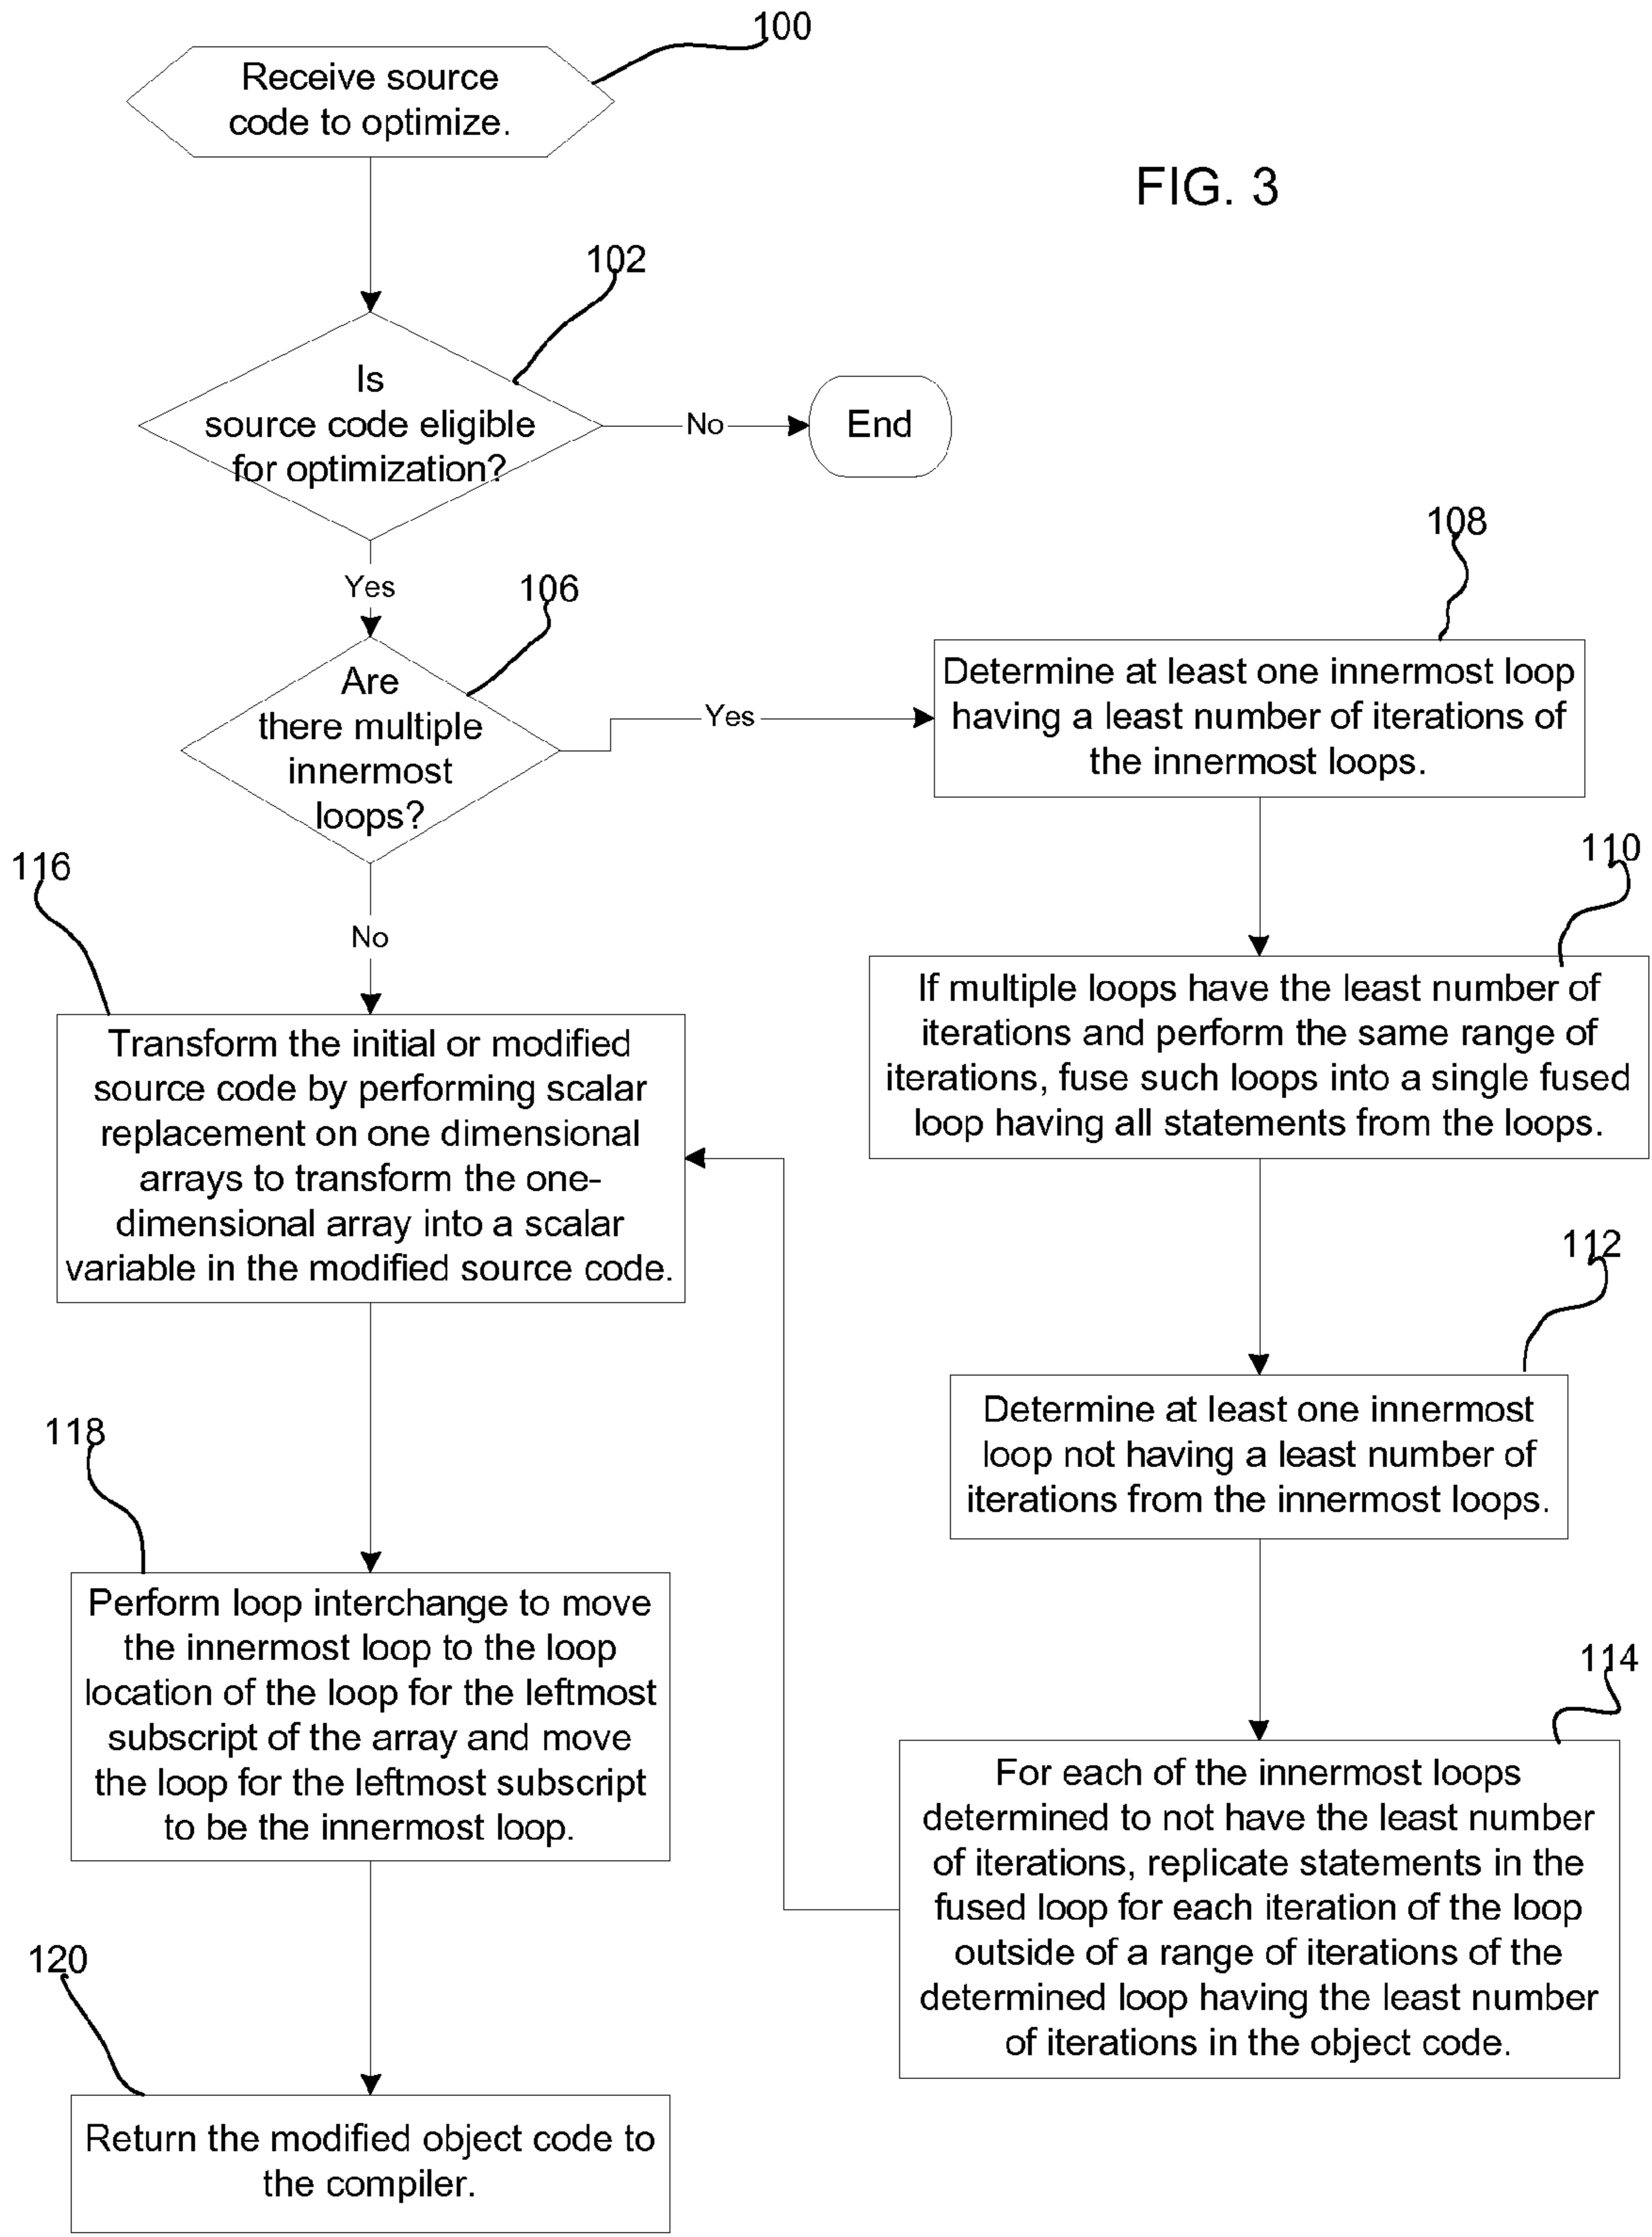 100
Receive source
code to optimize.
FIG. 3
102
Is
source code eligible
for optimization?
No
End
Yes
106
Are
there multiple
innermost
loops?
Yes
108
Determine at least one innermost loop
having a least number of iterations of
the innermost loops.
No
110
If multiple loops have the least number of
iterations and perform the same range of
iterations, fuse such loops into a single fused
loop having all statements from the loops.
112
Determine at least one innermost
loop not having a least number of
iterations from the innermost loops.
114
For each of the innermost loops
determined to not have the least number
of iterations, replicate statements in the
fused loop for each iteration of the loop
outside of a range of iterations of the
determined loop having the least number
of iterations in the object code.
116
Transform the initial or modified
source code by performing scalar
replacement on one dimensional
arrays to transform the one-
dimensional array into a scalar
variable in the modified source code.
118
Perform loop interchange to move
the innermost loop to the loop
location of the loop for the leftmost
subscript of the array and move
the loop for the leftmost subscript
to be the innermost loop.
120
Return the modified object code to
the compiler.